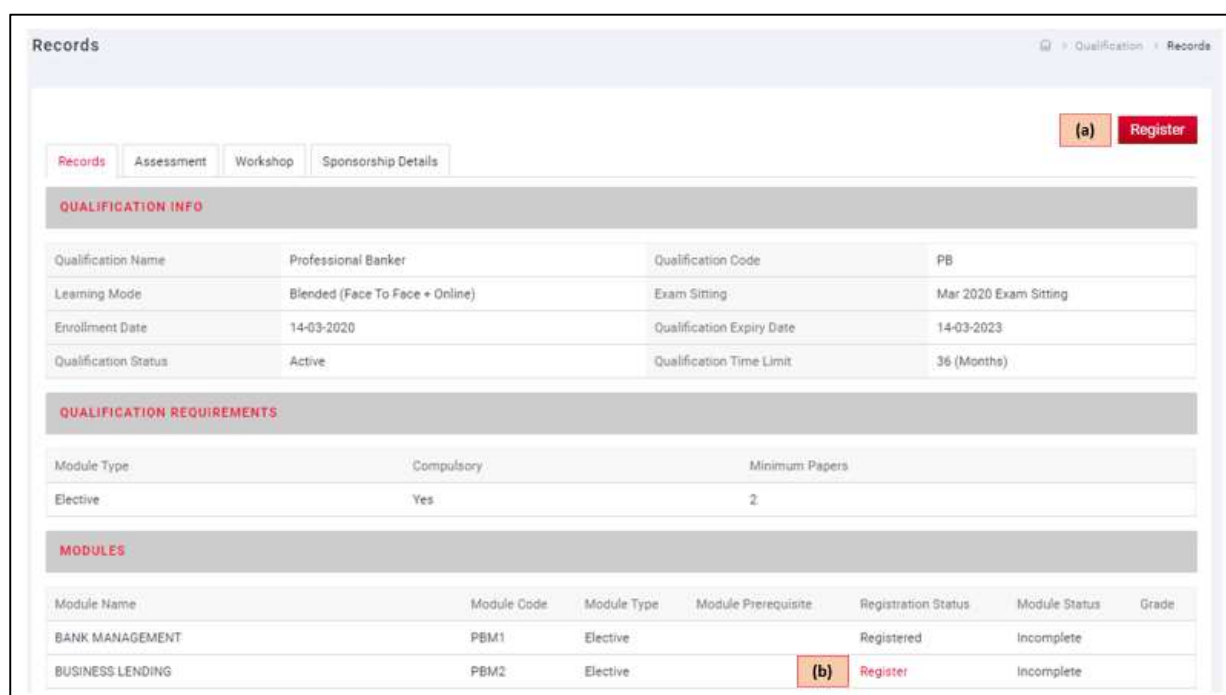 Records
Qualification Records
(a) Register
Records Assessment Workshop Sponsorship Details
QUALIFICATION INFO
Qualification Name Professional Banker Qualification Code PB
Learning Mode Blended (Face To Face + Online) Exam Sitting Mar 2020 Exam Sitting
Enrollment Date 14-03-2020 Qualification Expiry Date 14-03-2023
Qualification Status Active Qualification Time Limit 36 (Months)
QUALIFICATION REQUIREMENTS
Module Type Compulsory Minimum Papers
Elective Yes 2
MODULES
Module Name Module Code Module Type Module Prerequisite Registration Status Module Status Grade
BANK MANAGEMENT PBM1 Elective Registered Incomplete
BUSINESS LENDING PBM2 Elective (b) Register Incomplete